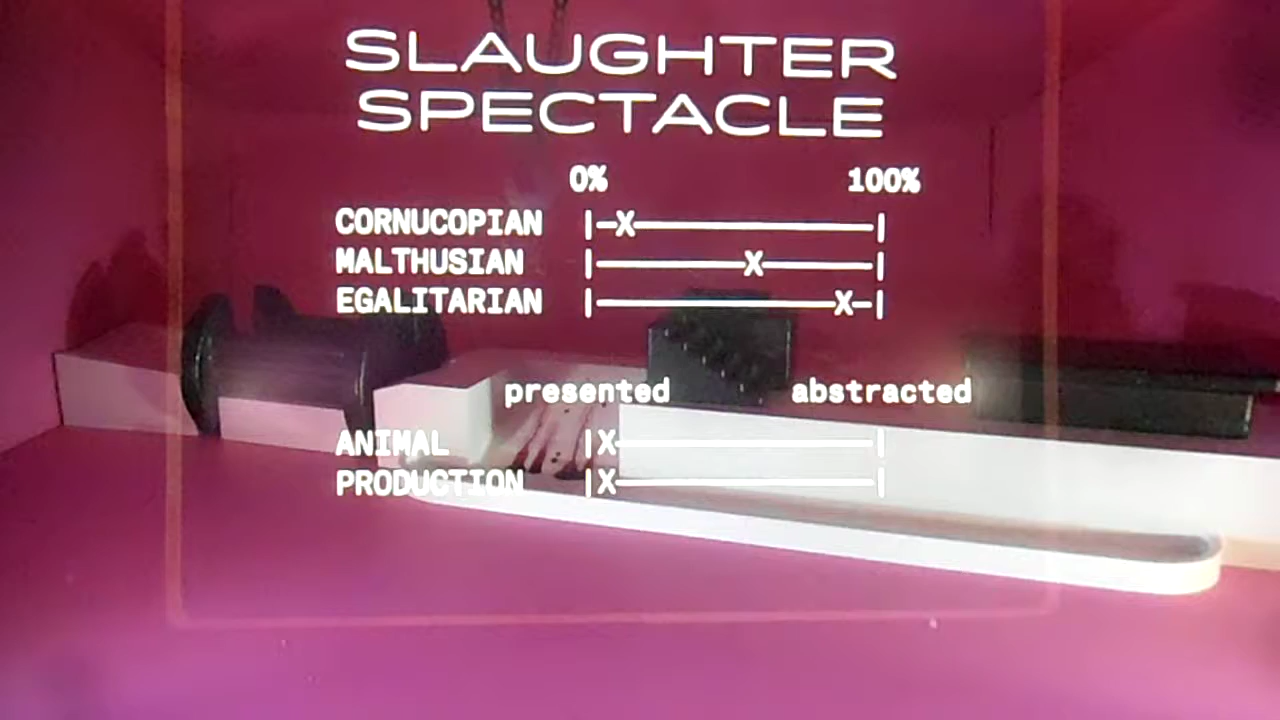 SLAUGHTER
SPECTACLE
0% 100%
CORNUCOPIAN |-X--------|
MALTHUSIAN |-----X----|
EGALITARIAN |--------X-|
presented abstracted
ANIMAL |X---------|
PRODUCTION |X---------|